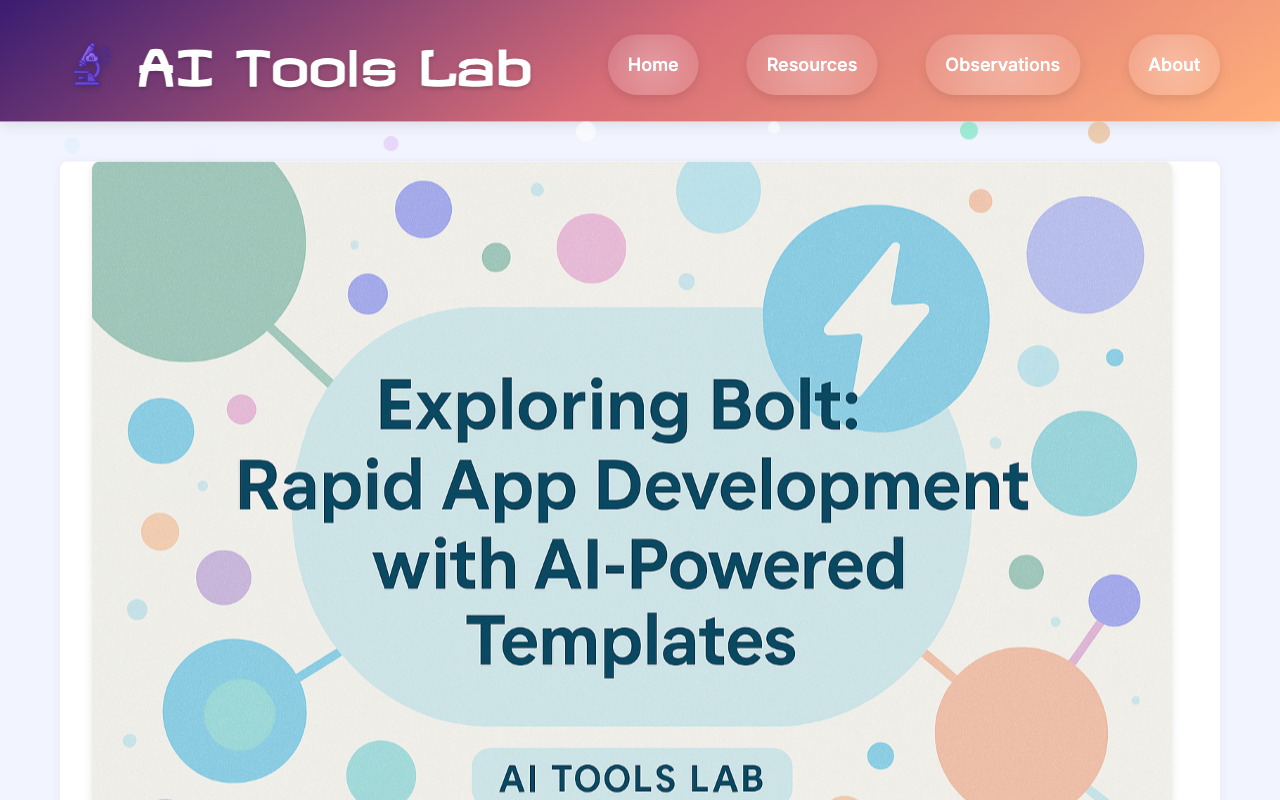 AI Tools Lab
Home
Resources
Observations
About
Exploring Bolt:
Rapid App Development
with AI-Powered
Templates
AI TOOLS LAB